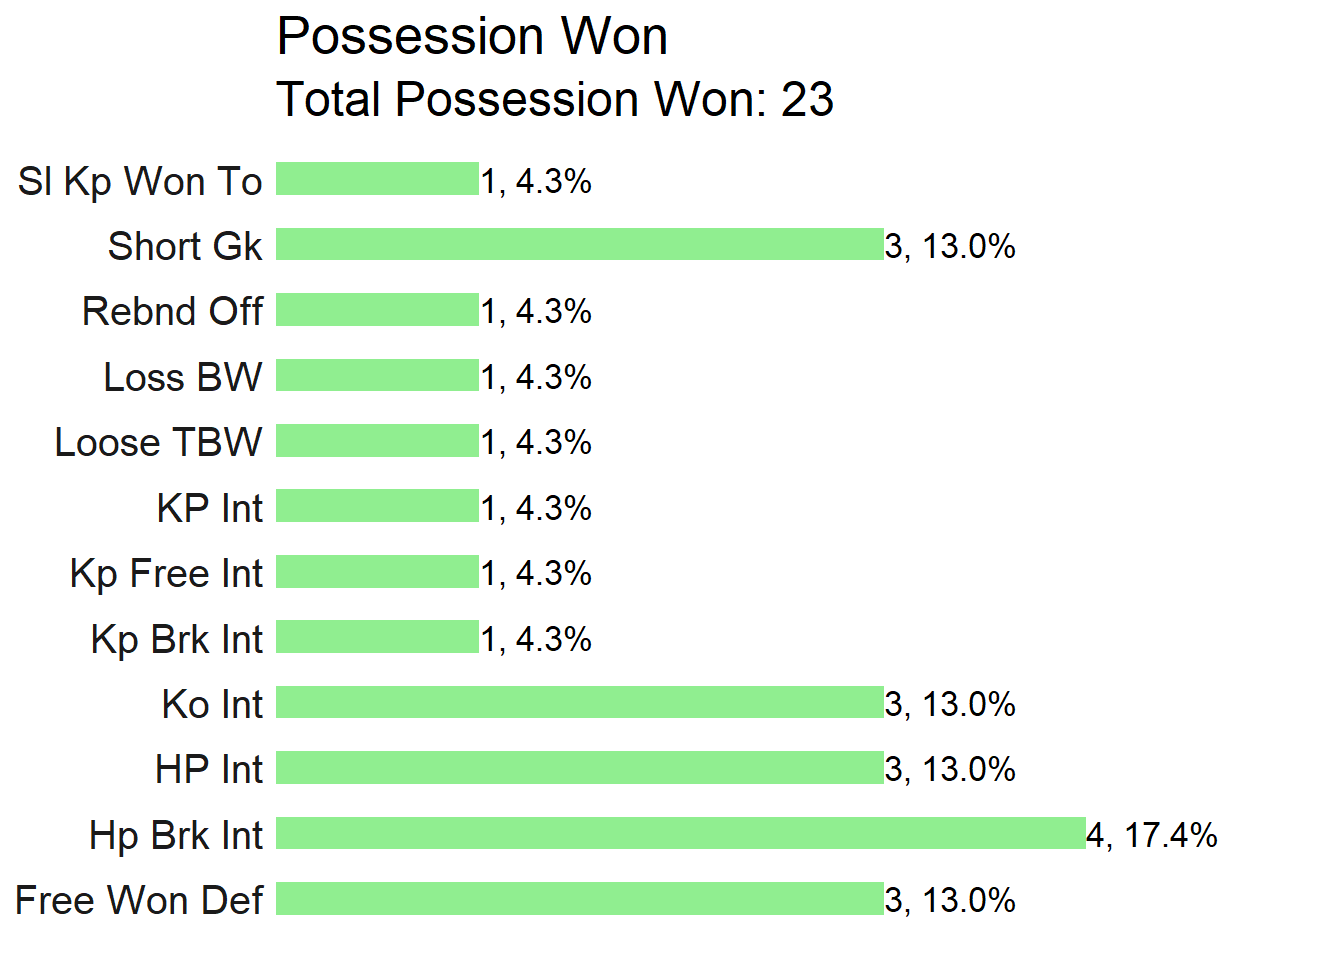 Possession Won
Total Possession Won: 23
Sl Kp Won To 1, 4.3%
Short Gk 3, 13.0%
Rebnd Off 1, 4.3%
Loss BW 1, 4.3%
Loose TBW 1, 4.3%
KP Int 1, 4.3%
Kp Free Int 1, 4.3%
Kp Brk Int 1, 4.3%
Ko Int 3, 13.0%
HP Int 3, 13.0%
Hp Brk Int 4, 17.4%
Free Won Def 3, 13.0%